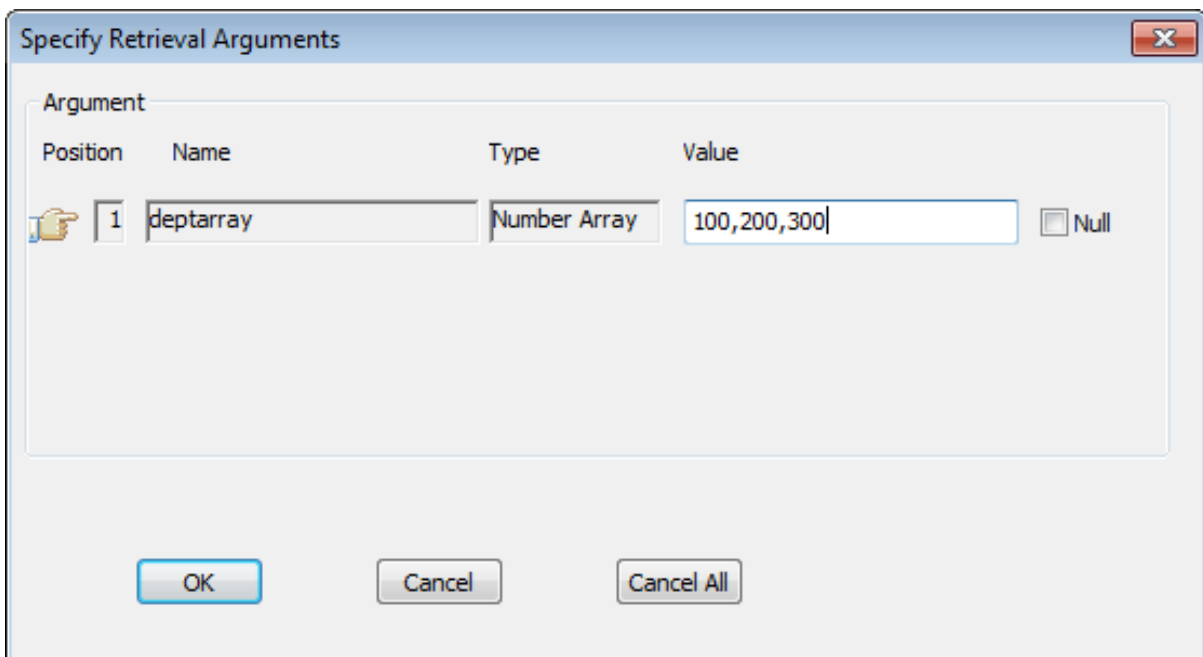 Specify Retrieval Arguments
Argument
Position Name Type Value
1 deptarray Number Array 100,200,300 Null
OK Cancel Cancel All